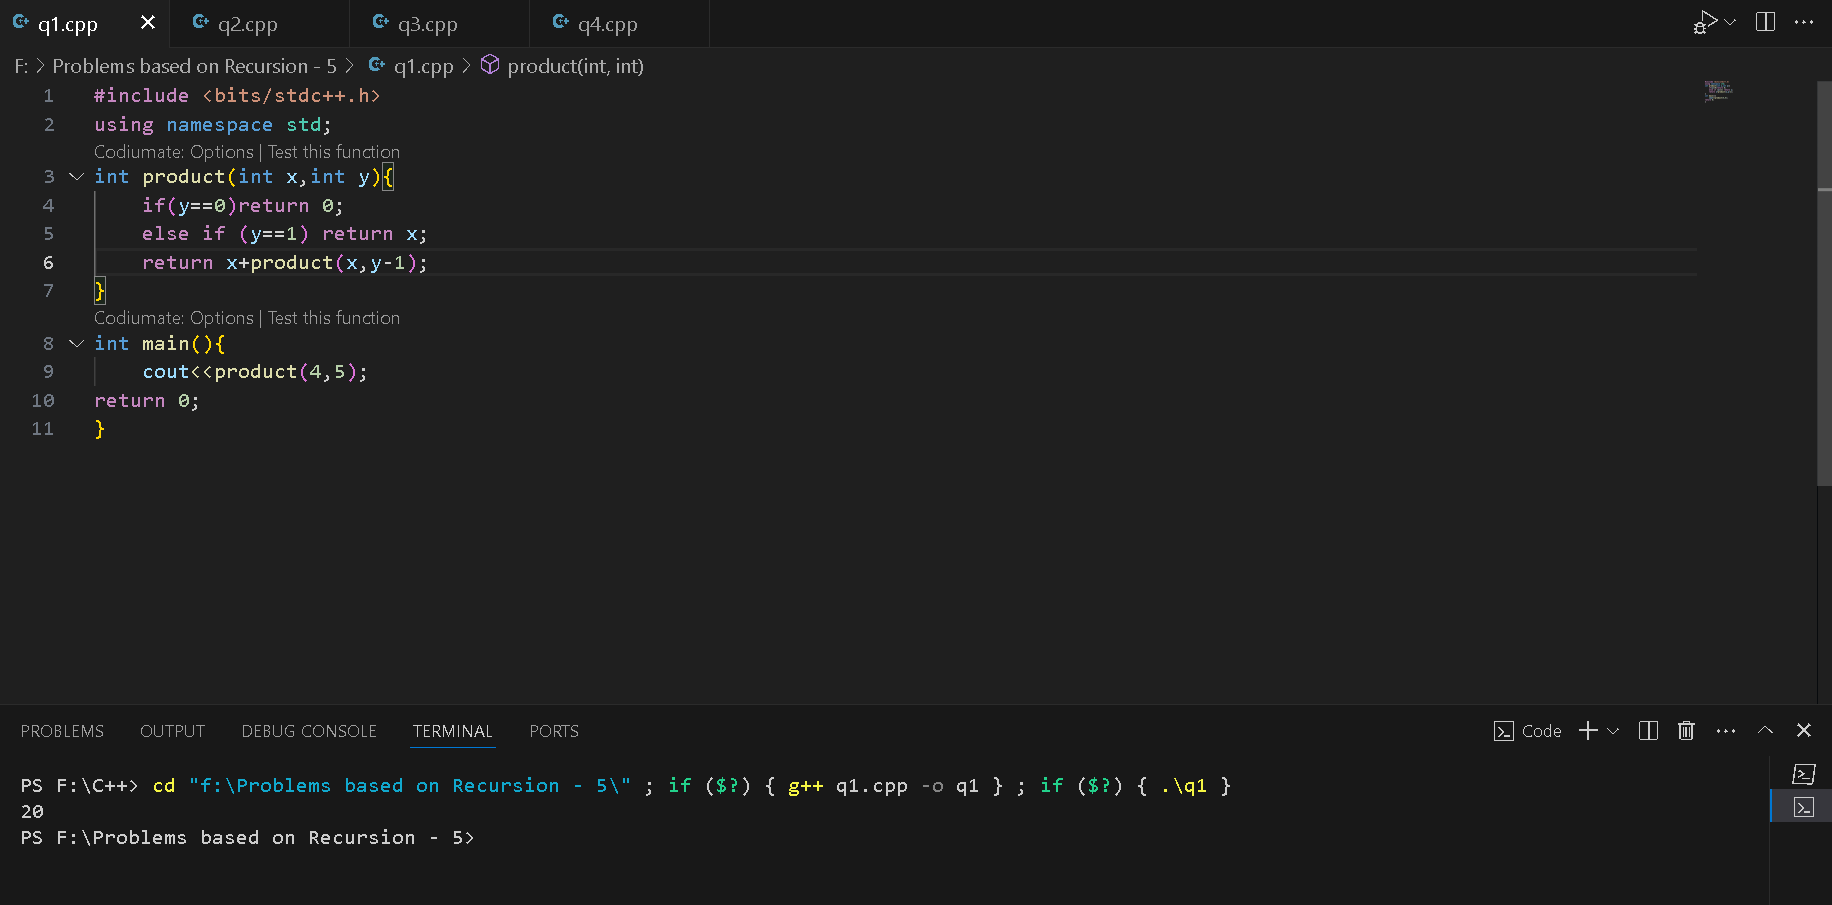 q1.cpp q2.cpp q3.cpp q4.cpp
F: > Problems based on Recursion - 5 > q1.cpp > product(int, int)
1 #include <bits/stdc++.h>
2 using namespace std;
Codiumate: Options | Test this function
3 int product(int x,int y){
4 if(y==0)return 0;
5 else if (y==1) return x;
6 return x+product(x,y-1);
7 }
Codiumate: Options | Test this function
8 int main(){
9 cout<<product(4,5);
10 return 0;
11 }
PROBLEMS OUTPUT DEBUG CONSOLE TERMINAL PORTS Code
PS F:\C++> cd "f:\Problems based on Recursion - 5\" ; if ($?) { g++ q1.cpp -o q1 } ; if ($?) { .\q1 }
20
PS F:\Problems based on Recursion - 5>